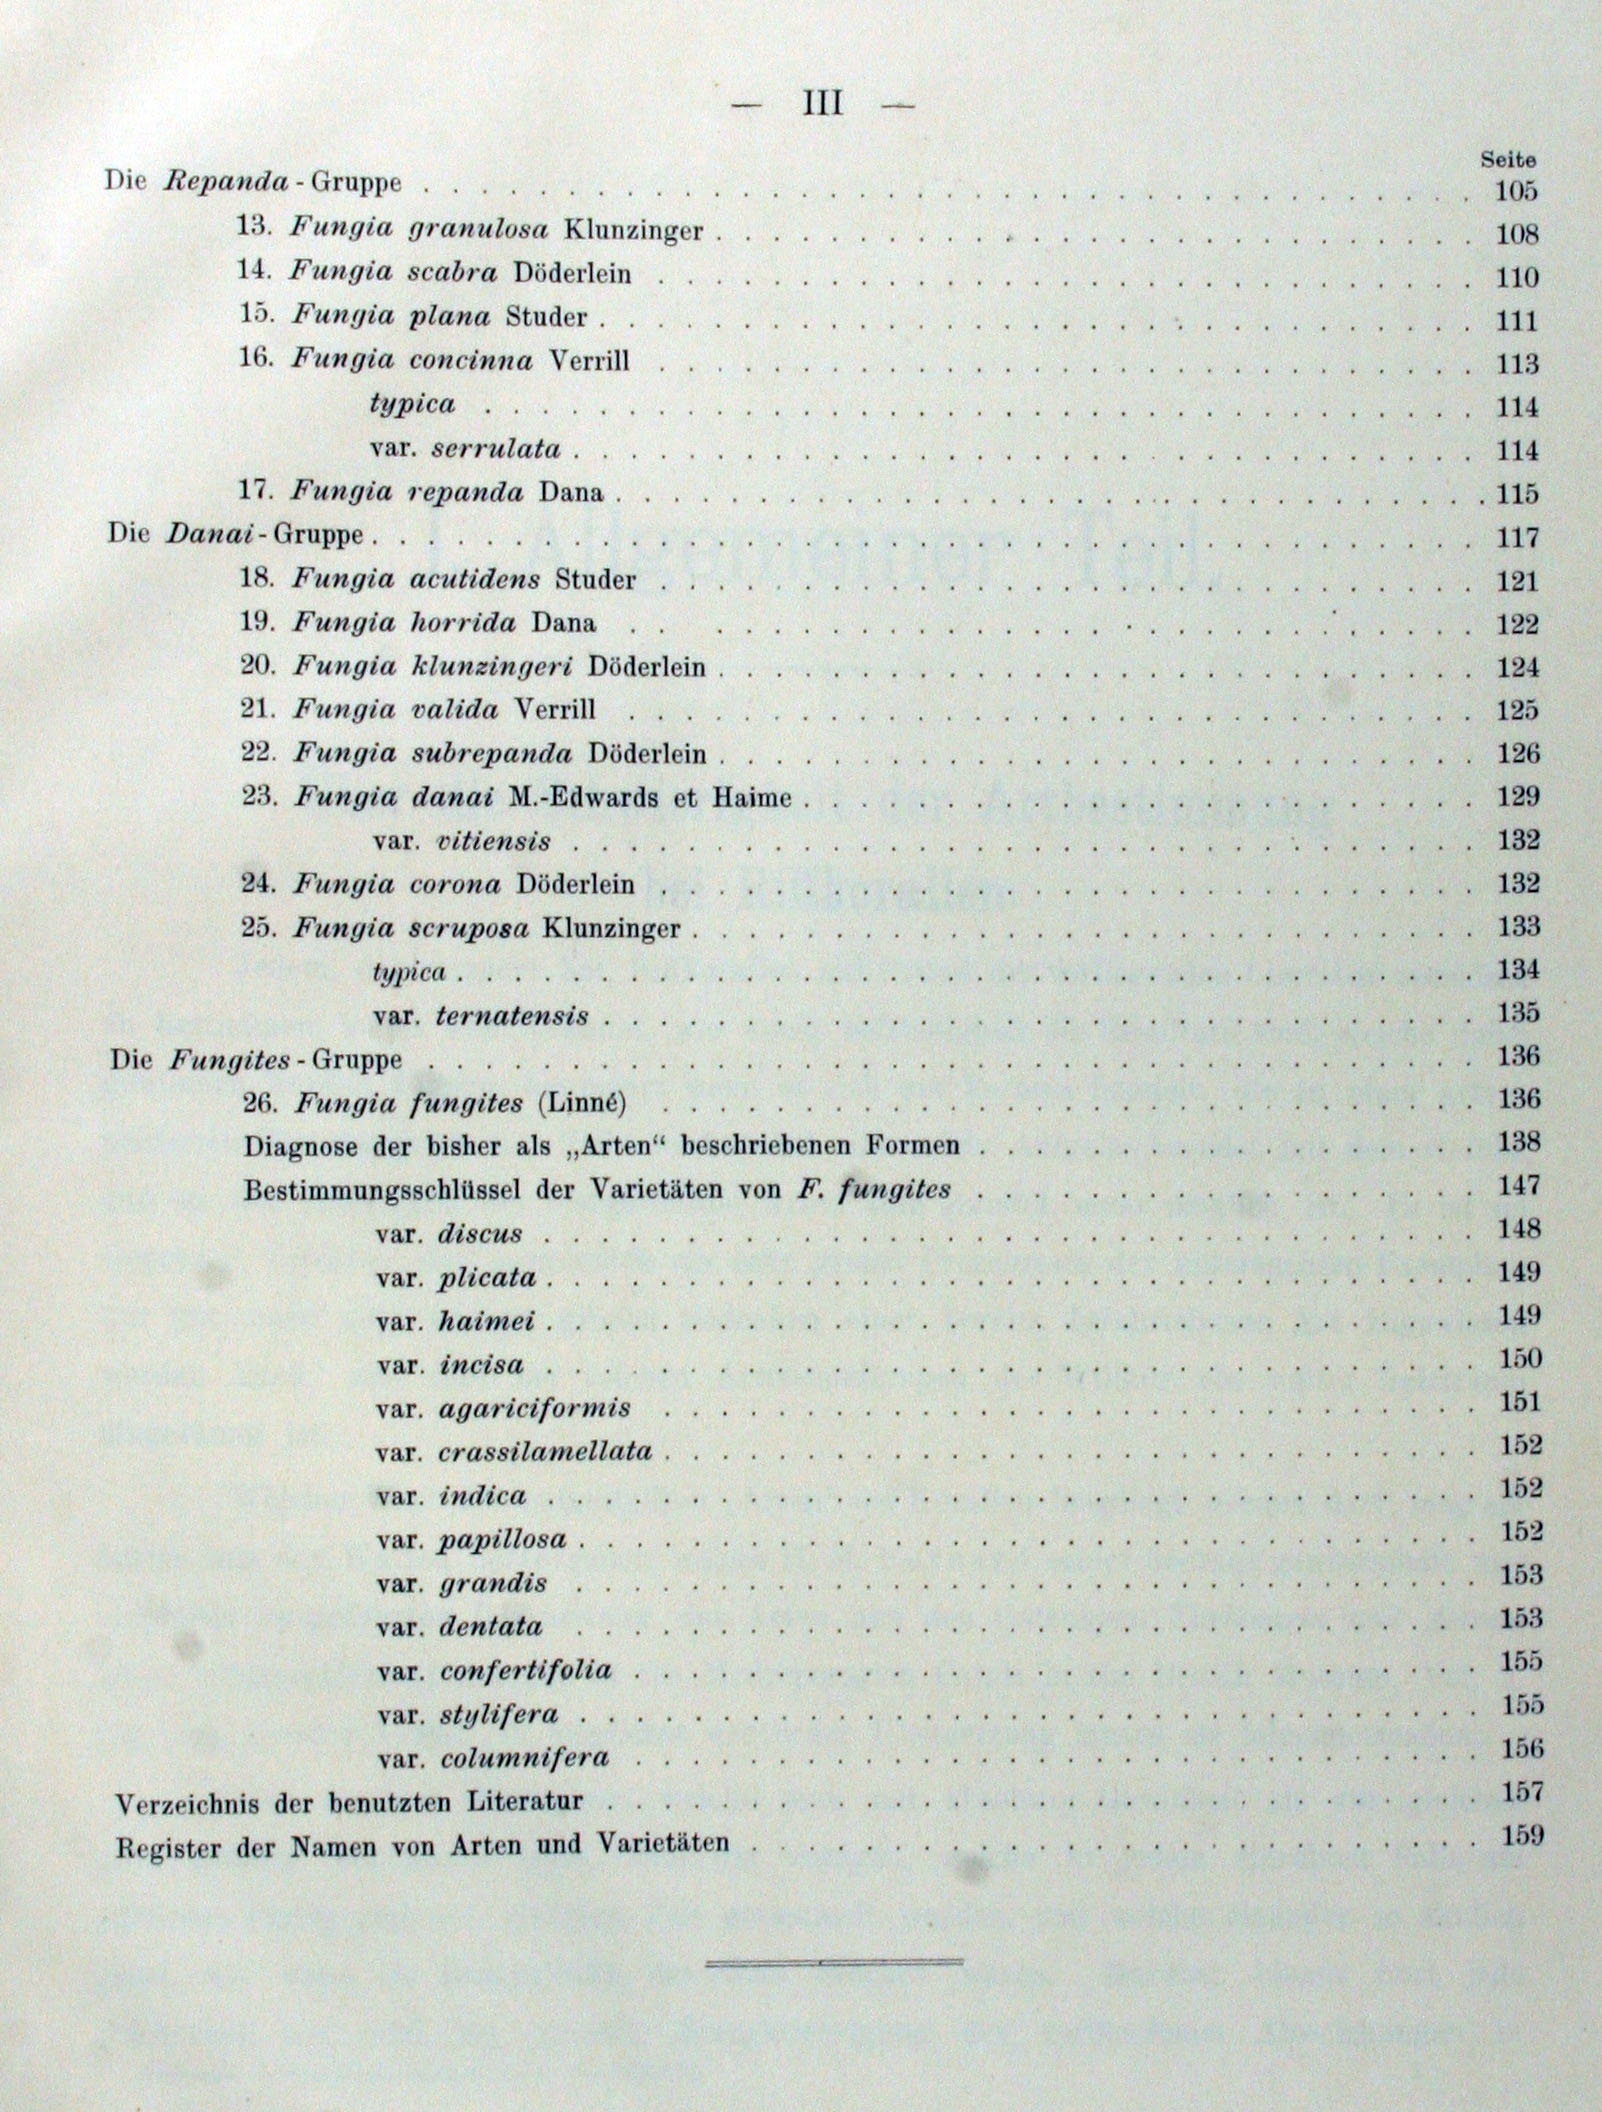 — III —
Seite
Die Repanda-Gruppe . . . . . . . . . . 105
13. Fungia granulosa Klunzinger . . . . . . . . . . 108
14. Fungia scabra Döderlein . . . . . . . . . . 110
15. Fungia plana Studer . . . . . . . . . . 111
16. Fungia concinna Verrill . . . . . . . . . . 113
typica . . . . . . . . . . 114
var. serrulata . . . . . . . . . . 114
17. Fungia repanda Dana . . . . . . . . . . 115
Die Danai-Gruppe . . . . . . . . . . 117
18. Fungia acutidens Studer . . . . . . . . . . 121
19. Fungia horrida Dana . . . . . . . . . . 122
20. Fungia klunzingeri Döderlein . . . . . . . . . . 124
21. Fungia valida Verrill . . . . . . . . . . 125
22. Fungia subrepanda Döderlein . . . . . . . . . . 126
23. Fungia danai M.-Edwards et Haime . . . . . . . . . . 129
var. vitiensis . . . . . . . . . . 132
24. Fungia corona Döderlein . . . . . . . . . . 132
25. Fungia scruposa Klunzinger . . . . . . . . . . 133
typica . . . . . . . . . . 134
var. ternatensis . . . . . . . . . . 135
Die Fungites-Gruppe . . . . . . . . . . 136
26. Fungia fungites (Linné) . . . . . . . . . . 136
Diagnose der bisher als „Arten“ beschriebenen Formen . . . . . . . . . . 138
Bestimmungsschlüssel der Varietäten von F. fungites . . . . . . . . . . 147
var. discus . . . . . . . . . . 148
var. plicata . . . . . . . . . . 149
var. haimei . . . . . . . . . . 149
var. incisa . . . . . . . . . . 150
var. agariciformis . . . . . . . . . . 151
var. crassilamellata . . . . . . . . . . 152
var. indica . . . . . . . . . . 152
var. papillosa . . . . . . . . . . 152
var. grandis . . . . . . . . . . 153
var. dentata . . . . . . . . . . 153
var. confertifolia . . . . . . . . . . 155
var. stylifera . . . . . . . . . . 155
var. columnifera . . . . . . . . . . 156
Verzeichnis der benutzten Literatur . . . . . . . . . . 157
Register der Namen von Arten und Varietäten . . . . . . . . . . 159